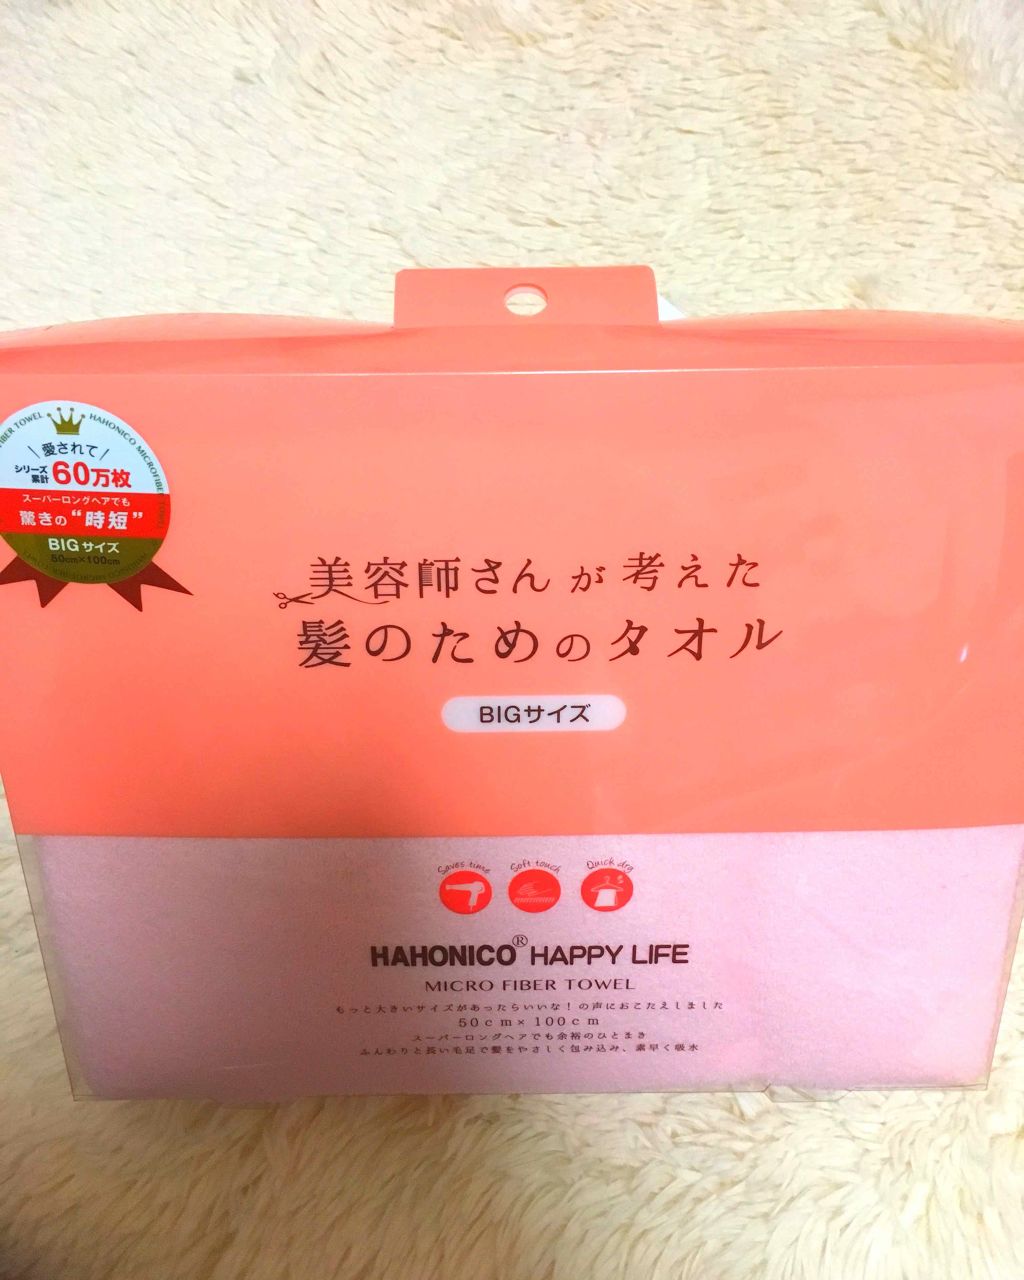 FIBER TOWEL HAHONICO MICROFIBER TOWEL
愛されて
シリーズ累計60万枚
スーパーロングヘアでも
驚きの“時短”
BIGサイズ
50cm×100cm
美容師さんが考えた
髪のためのタオル
BIGサイズ
Saves time Soft touch Quick dry
HAHONICO® HAPPY LIFE
MICRO FIBER TOWEL
もっと大きいサイズがあったらいいな！の声におこたえしました
50cm×100cm
スーパーロングヘアでも余裕のひとまき
ふんわりと長い毛足で髪をやさしく包み込み、素早く吸水